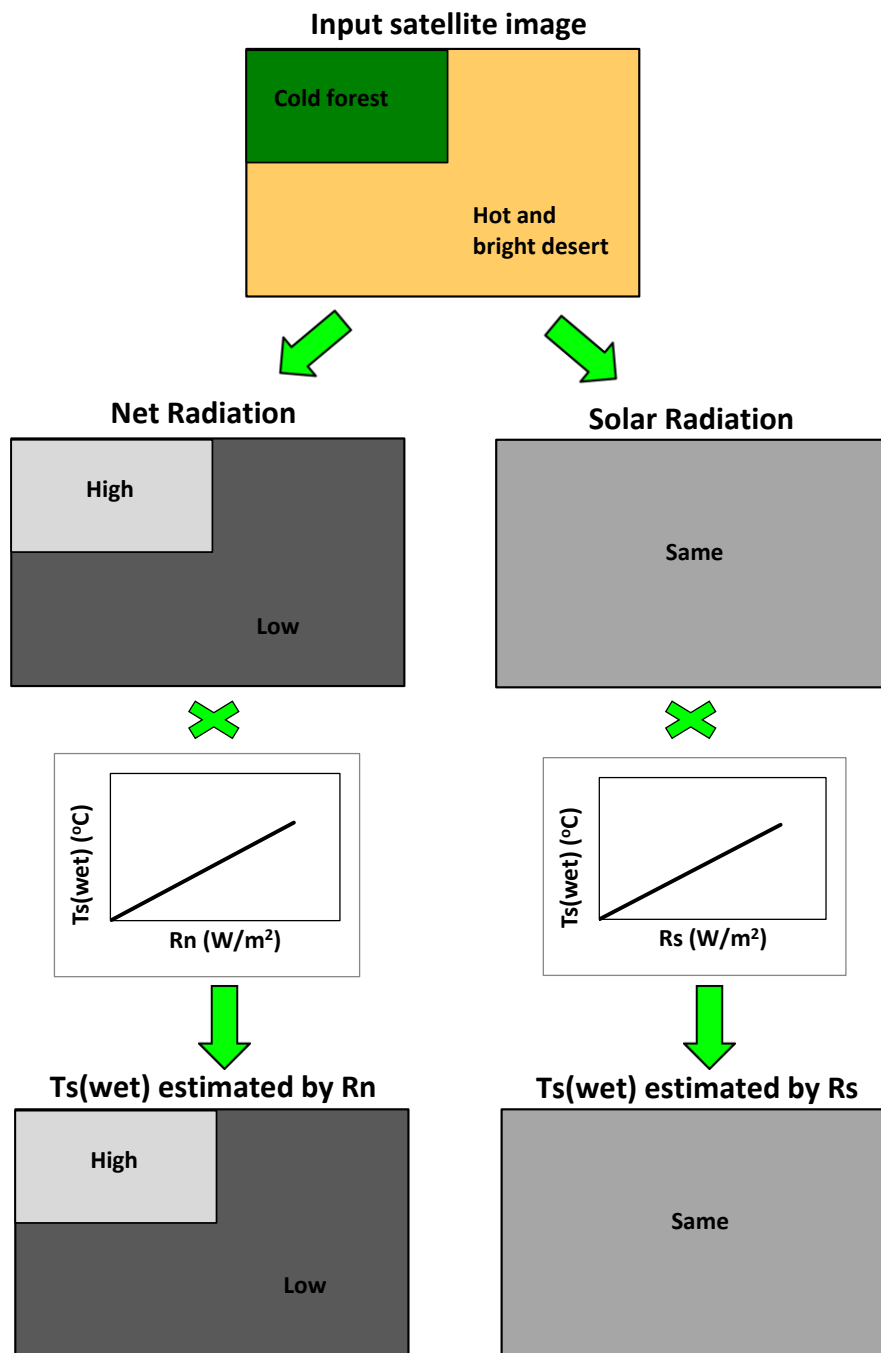 Input satellite image
Cold forest
Hot and
bright desert
Net Radiation
High
Low
Solar Radiation
Same
Ts(wet) (ºC)
Rn (W/m²)
Ts(wet) (ºC)
Rs (W/m²)
Ts(wet) estimated by Rn
High
Low
Ts(wet) estimated by Rs
Same